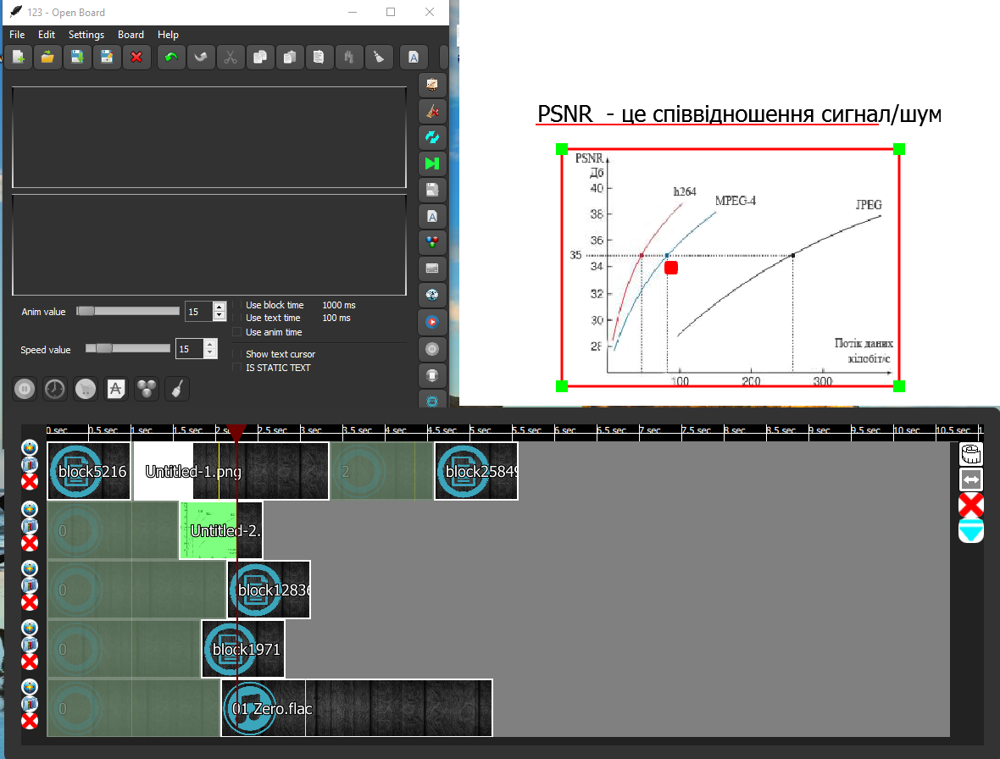 123 - Open Board
File Edit Settings Board Help
Anim value 15
Use block time 1000 ms
Use text time 100 ms
Use anim time
Speed value 15
Show text cursor
IS STATIC TEXT
PSNR - це співвідношення сигнал/шум
PSNR
Дб
40
38
36
35
34
32
30
28
h264
MPEG-4
JPEG
Потік даних
кілобіт/с
100 200 300
0 sec 0.5 sec 1 sec 1.5 sec 2 sec 2.5 sec 3 sec 3.5 sec 4 sec 4.5 sec 5 sec 5.5 sec 6 sec 6.5 sec 7 sec 7.5 sec 8 sec 8.5 sec 9 sec 9.5 sec 10 sec 10.5 sec 1
block5216 Untitled-1.png 2 block25849
0 Untitled-2.
0 block12836
0 block1971
0 01 Zero.flac